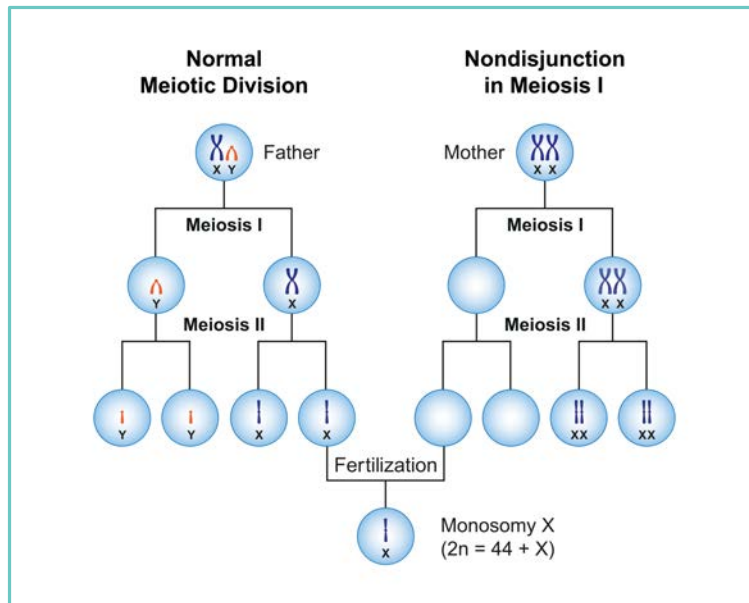 Normal
Meiotic Division
Nondisjunction
in Meiosis I
X Y
Father
Mother
X X
Meiosis I
Meiosis I
Y
X
X X
Meiosis II
Meiosis II
Y
Y
X
X
XX
XX
Fertilization
X
Monosomy X
(2n = 44 + X)